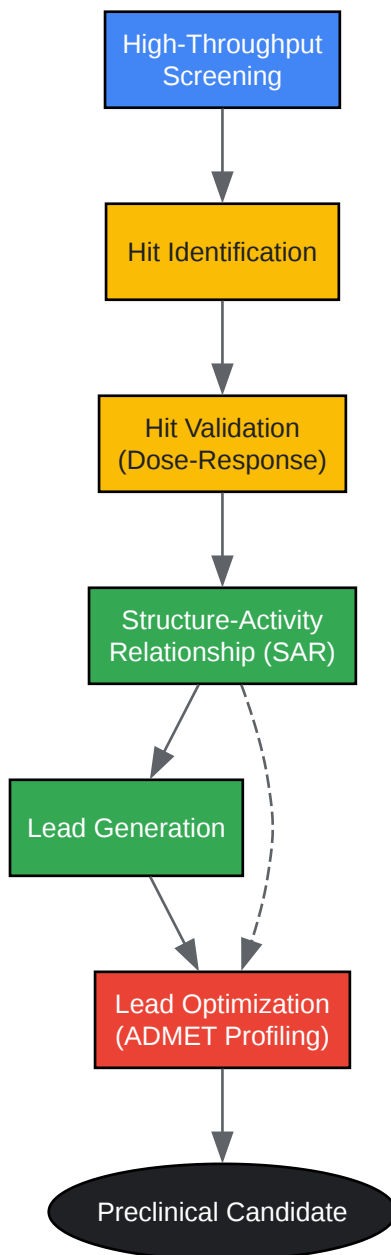 High-Throughput
Screening
Hit Identification
Hit Validation
(Dose-Response)
Structure-Activity
Relationship (SAR)
Lead Generation
Lead Optimization
(ADMET Profiling)
Preclinical Candidate